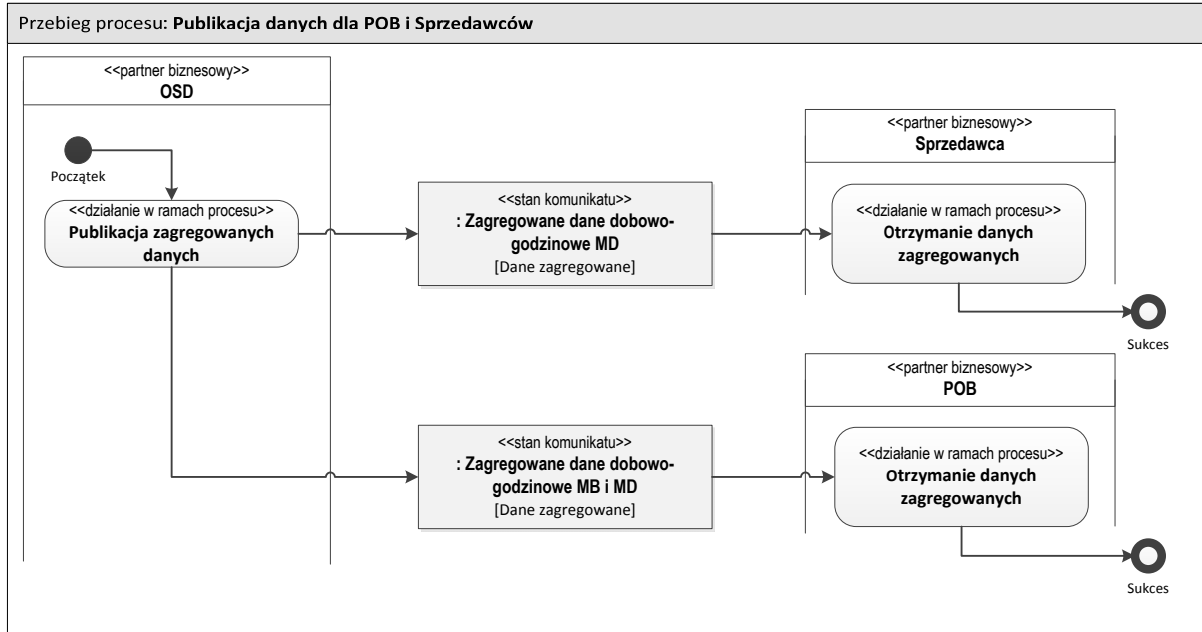 Przebieg procesu: Publikacja danych dla POB i Sprzedawców
<<partner biznesowy>>
OSD
Początek
<<działanie w ramach procesu>>
Publikacja zagregowanych
danych
<<stan komunikatu>>
: Zagregowane dane dobowo-
godzinowe MD
[Dane zagregowane]
<<partner biznesowy>>
Sprzedawca
<<działanie w ramach procesu>>
Otrzymanie danych
zagregowanych
Sukces
<<stan komunikatu>>
: Zagregowane dane dobowo-
godzinowe MB i MD
[Dane zagregowane]
<<partner biznesowy>>
POB
<<działanie w ramach procesu>>
Otrzymanie danych
zagregowanych
Sukces